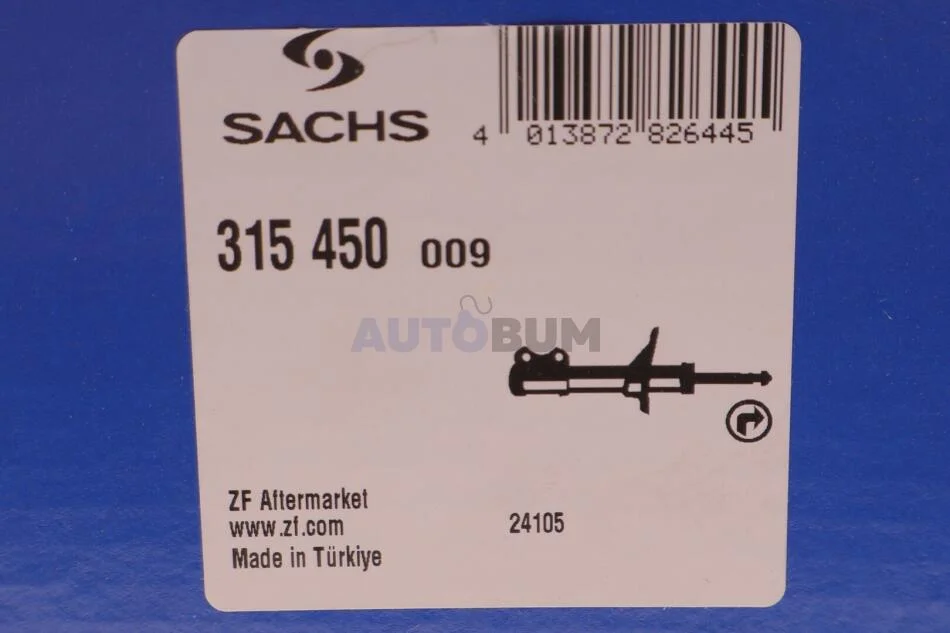 SACHS
4 013872 826445
315 450 009
AUTOBUM
ZF Aftermarket
www.zf.com
24105
Made in Türkiye